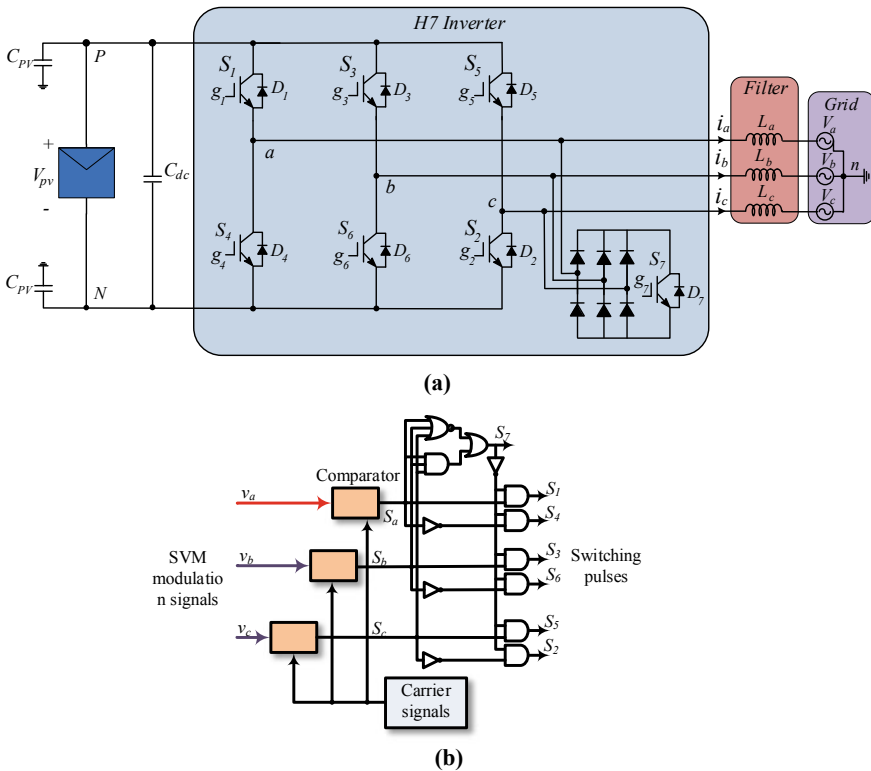 H7 Inverter
C_PV
P
S_1
g_1
D_1
S_3
g_3
D_3
S_5
g_5
D_5
Filter
Grid
+
V_pv
-
C_dc
a
b
c
i_a
L_a
V_a
i_b
L_b
V_b
n
i_c
L_c
V_c
S_4
g_4
D_4
S_6
g_6
D_6
S_2
g_2
D_2
S_7
g_7
D_7
C_PV
N
(a)
S_7
Comparator
v_a
S_a
S_1
S_4
SVM
modulatio
n signals
v_b
S_b
S_3
S_6
Switching
pulses
v_c
S_c
S_5
S_2
Carrier
signals
(b)